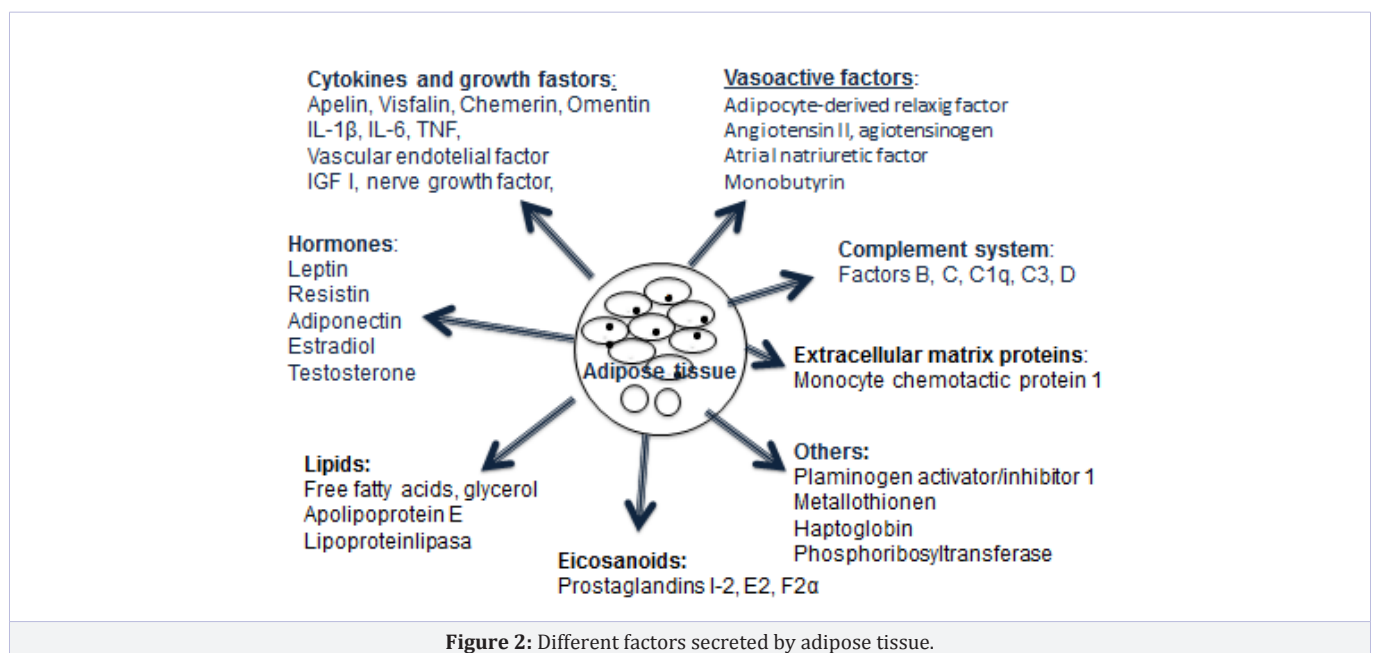 Cytokines and growth fastors:
Apelin, Visfalin, Chemerin, Omentin
IL-1β, IL-6, TNF,
Vascular endotelial factor
IGF I, nerve growth factor,
Vasoactive factors:
Adipocyte-derived relaxig factor
Angiotensin II, agiotensinogen
Atrial natriuretic factor
Monobutyrin
Hormones:
Leptin
Resistin
Adiponectin
Estradiol
Testosterone
Complement system:
Factors B, C, C1q, C3, D
Adipose tissue
Extracellular matrix proteins:
Monocyte chemotactic protein 1
Lipids:
Free fatty acids, glycerol
Apolipoprotein E
Lipoproteinlipasa
Others:
Plaminogen activator/inhibitor 1
Metallothionen
Haptoglobin
Phosphoribosyltransferase
Eicosanoids:
Prostaglandins I-2, E2, F2α
Figure 2: Different factors secreted by adipose tissue.